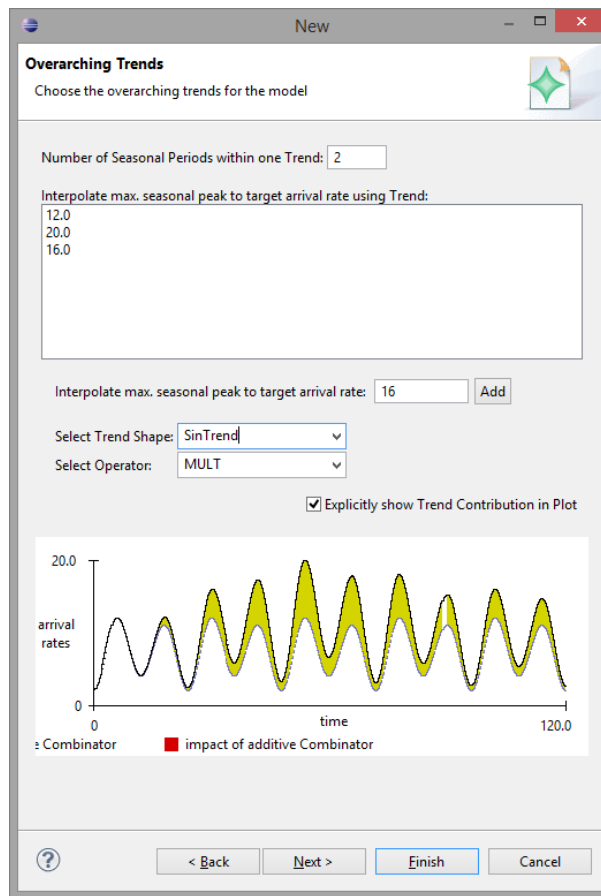 New
Overarching Trends
Choose the overarching trends for the model
Number of Seasonal Periods within one Trend: 2
Interpolate max. seasonal peak to target arrival rate using Trend:
12.0
20.0
16.0
Interpolate max. seasonal peak to target arrival rate: 16 Add
Select Trend Shape: SinTrend
Select Operator: MULT
Explicitly show Trend Contribution in Plot
20.0
arrival
rates
0
0 time 120.0
e Combinator impact of additive Combinator
? < Back Next > Finish Cancel